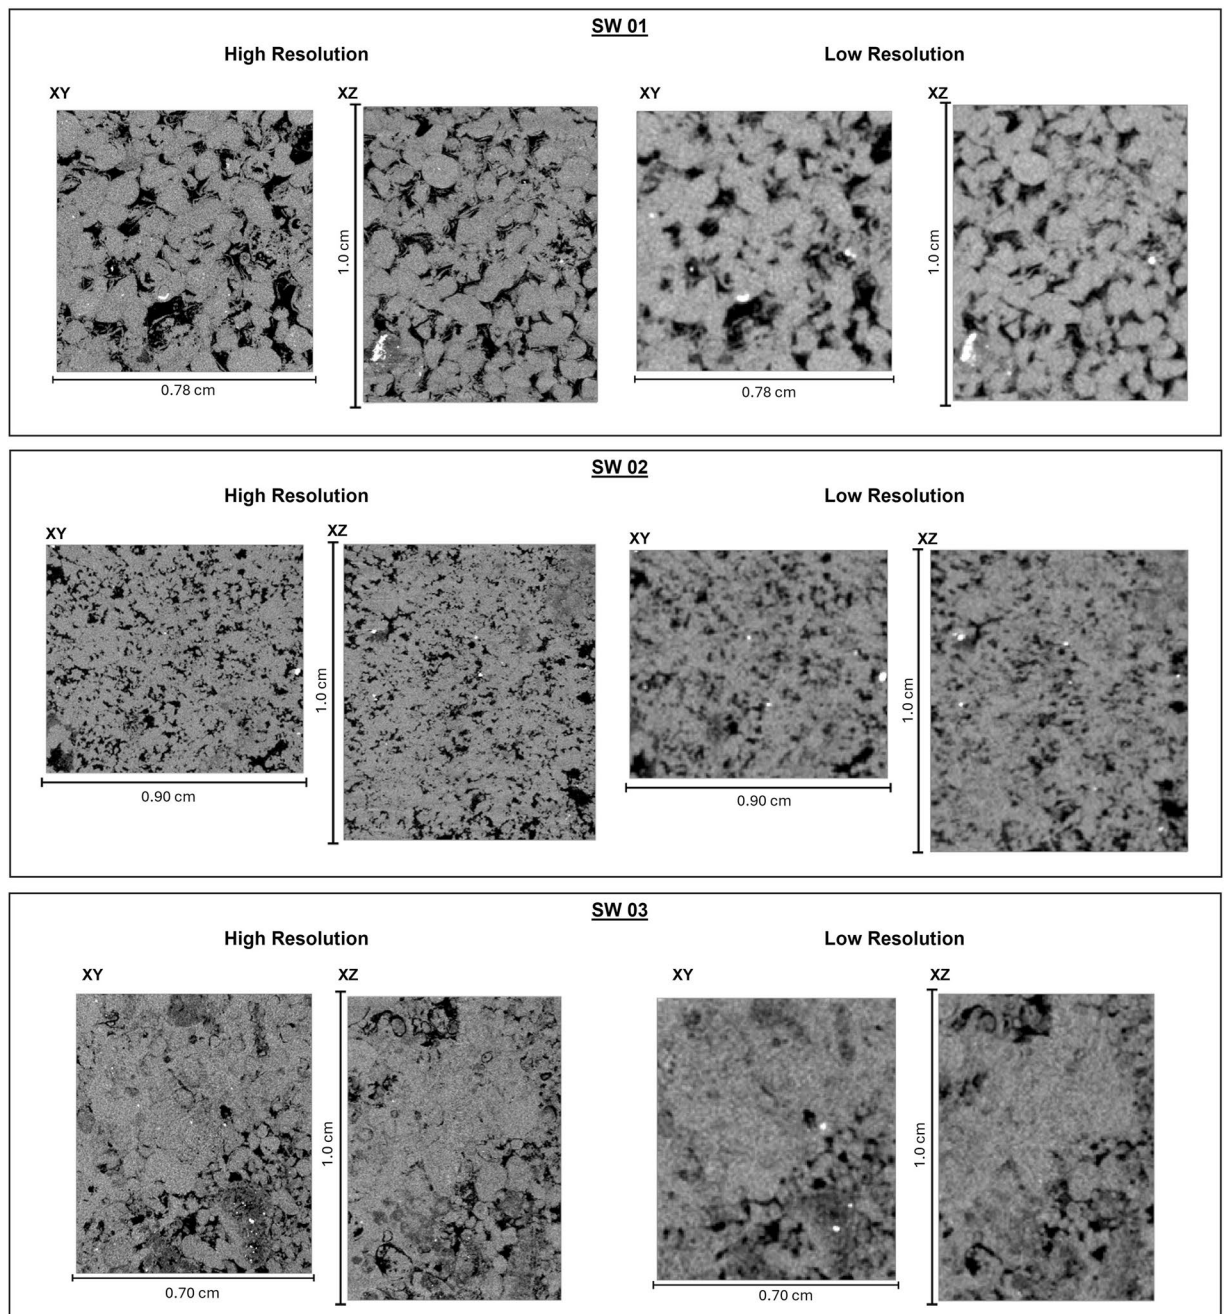 SW 01
High Resolution
Low Resolution
XY
XZ
XY
XZ
1.0 cm
1.0 cm
0.78 cm
0.78 cm
SW 02
High Resolution
Low Resolution
XY
XZ
XY
XZ
1.0 cm
1.0 cm
0.90 cm
0.90 cm
SW 03
High Resolution
Low Resolution
XY
XZ
XY
XZ
1.0 cm
1.0 cm
0.70 cm
0.70 cm